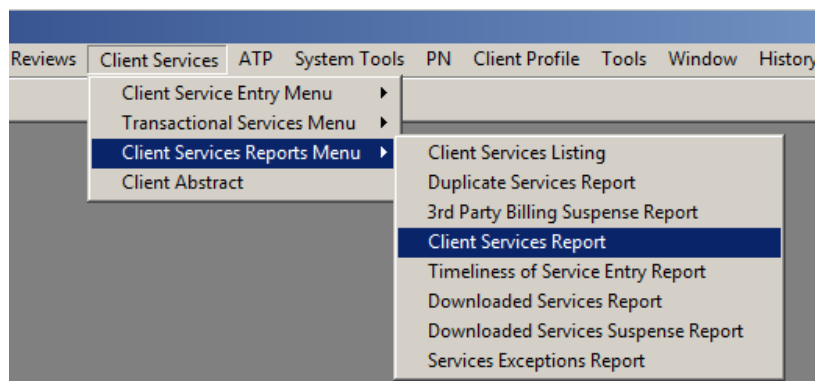 Reviews Client Services ATP System Tools PN Client Profile Tools Window History
Client Service Entry Menu
Transactional Services Menu
Client Services Reports Menu
Client Abstract
Client Services Listing
Duplicate Services Report
3rd Party Billing Suspense Report
Client Services Report
Timeliness of Service Entry Report
Downloaded Services Report
Downloaded Services Suspense Report
Services Exceptions Report